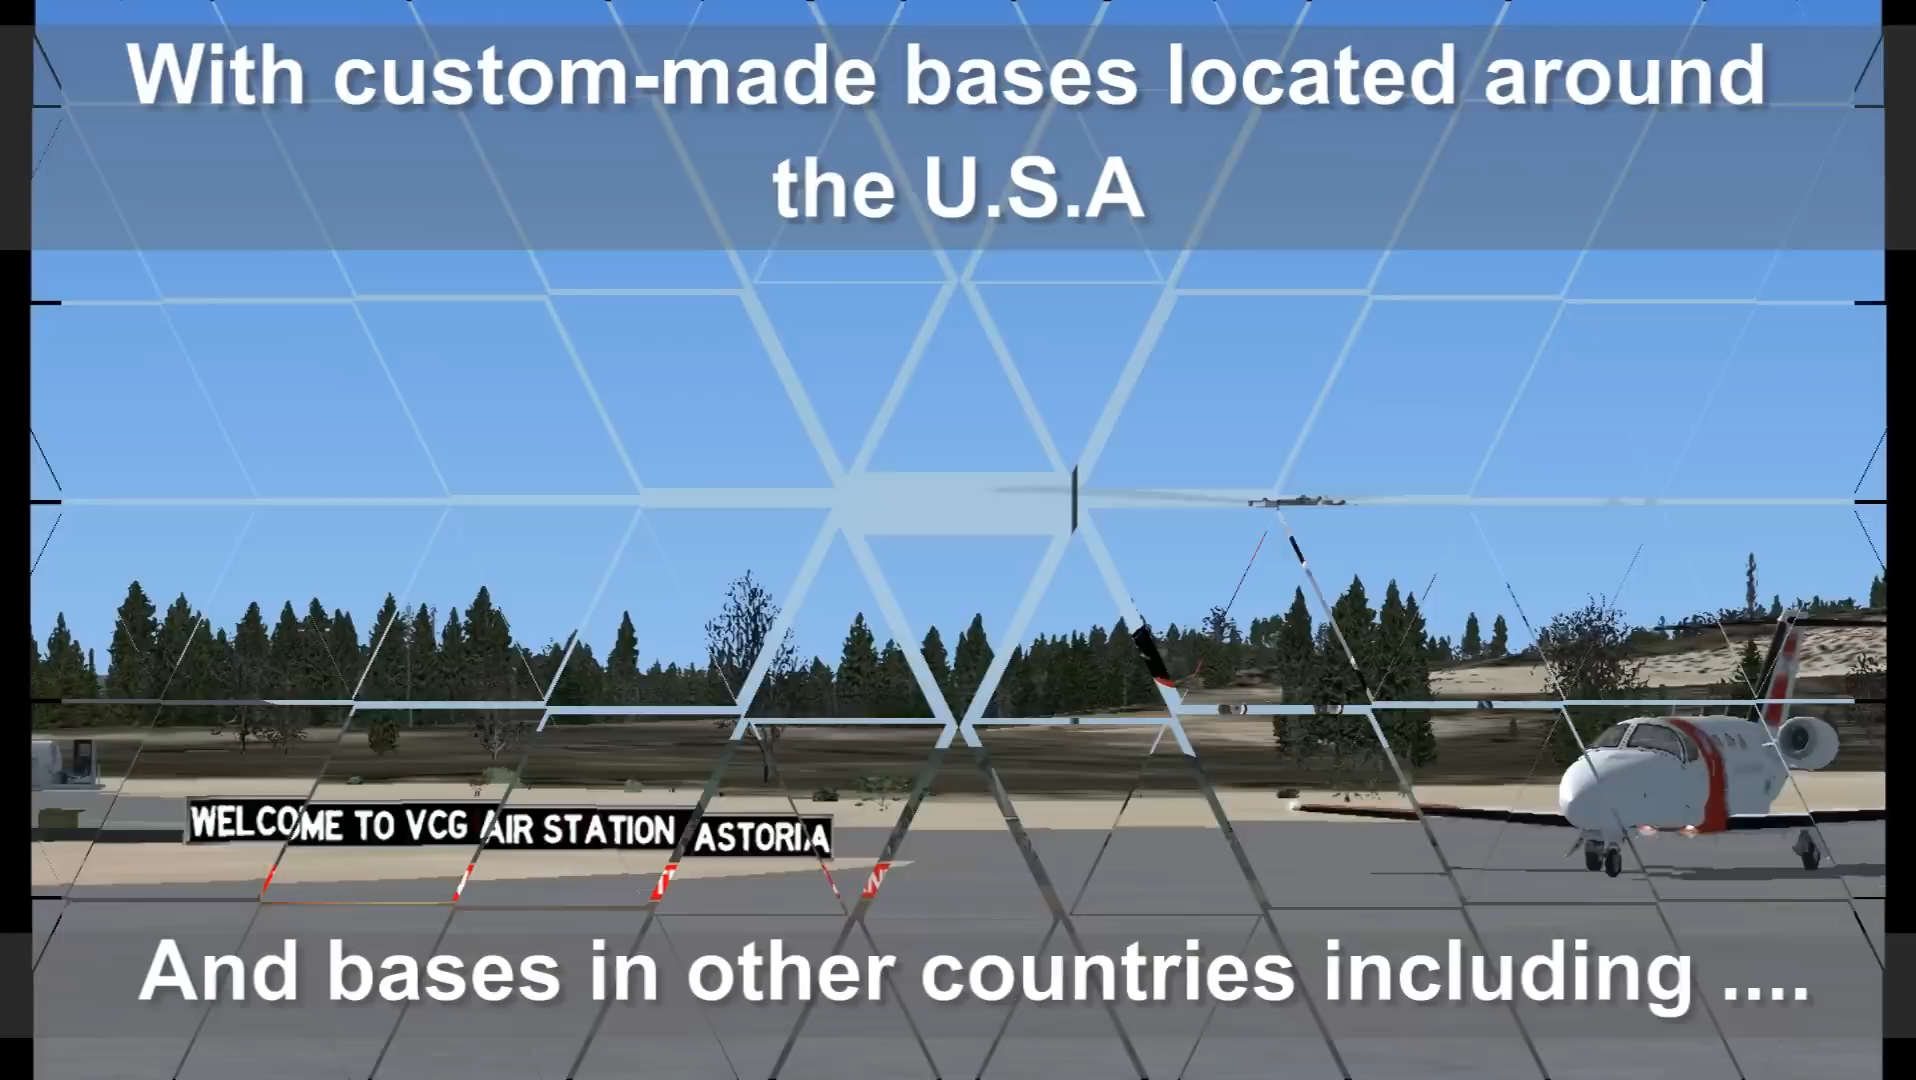 With custom-made bases located around
the U.S.A
WELCOME TO VCG AIR STATION ASTORIA
And bases in other countries including ....